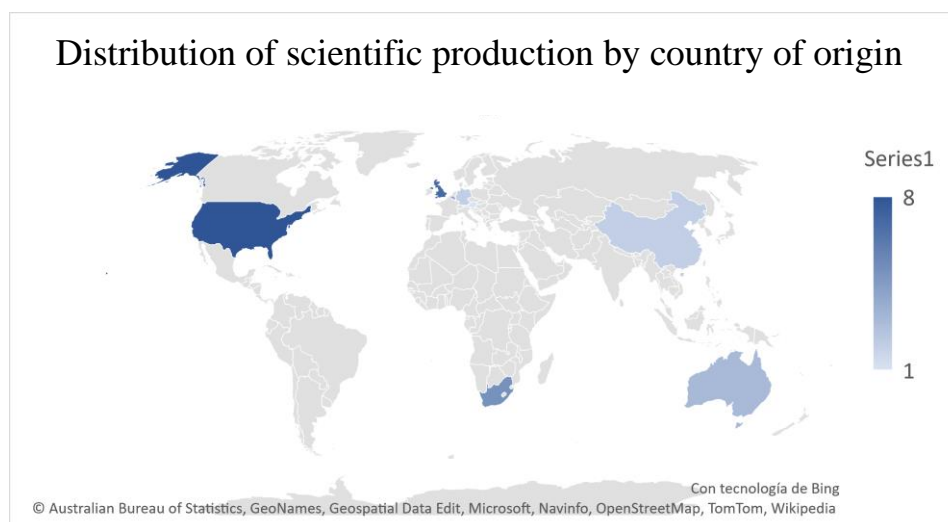 Distribution of scientific production by country of origin
Series1
8
1
Con tecnología de Bing
© Australian Bureau of Statistics, GeoNames, Geospatial Data Edit, Microsoft, Navinfo, OpenStreetMap, TomTom, Wikipedia